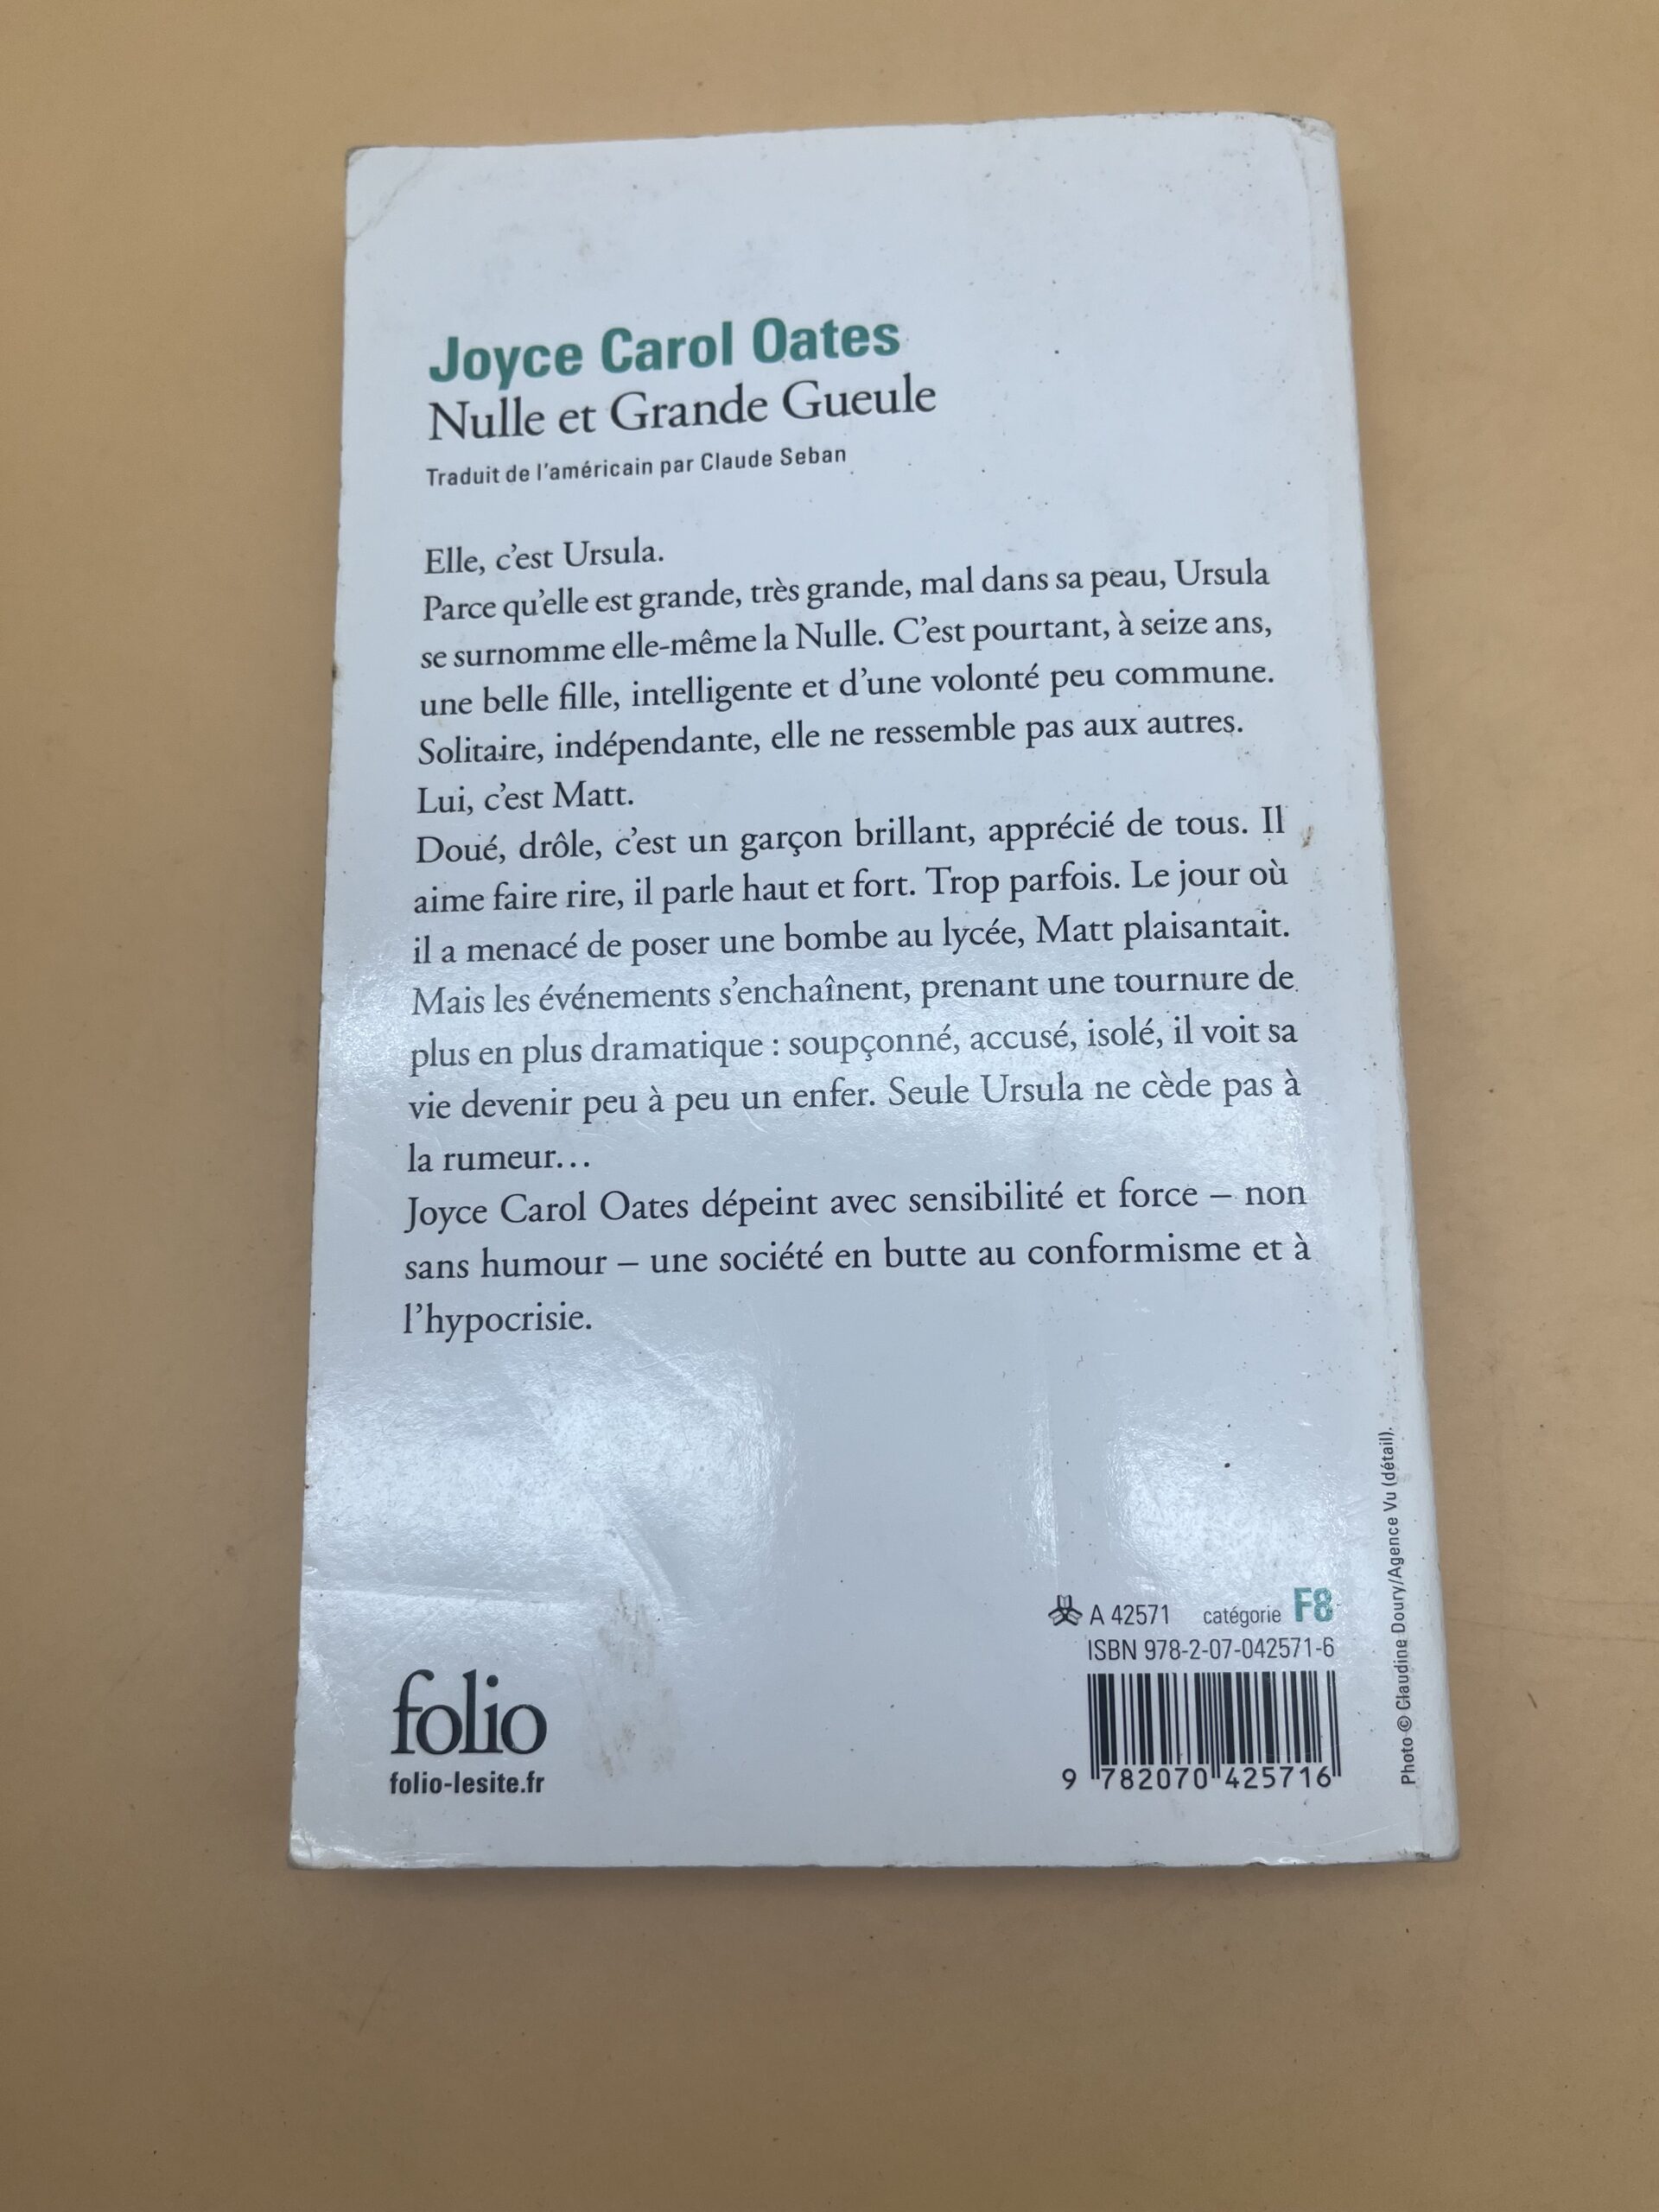 Joyce Carol Oates
Nulle et Grande Gueule
Traduit de l'américain par Claude Seban
Elle, c'est Ursula.
Parce qu'elle est grande, très grande, mal dans sa peau, Ursula
se surnomme elle-même la Nulle. C'est pourtant, à seize ans,
une belle fille, intelligente et d'une volonté peu commune.
Solitaire, indépendante, elle ne ressemble pas aux autres.
Lui, c'est Matt.
Doué, drôle, c'est un garçon brillant, apprécié de tous. Il
aime faire rire, il parle haut et fort. Trop parfois. Le jour où
il a menacé de poser une bombe au lycée, Matt plaisantait.
Mais les événements s'enchaînent, prenant une tournure de
plus en plus dramatique : soupçonné, accusé, isolé, il voit sa
vie devenir peu à peu un enfer. Seule Ursula ne cède pas à
la rumeur…
Joyce Carol Oates dépeint avec sensibilité et force – non
sans humour – une société en butte au conformisme et à
l'hypocrisie.
folio
folio-lesite.fr
A 42571 catégorie F8
ISBN 978-2-07-042571-6
9 782070 425716
Photo © Claudine Doury/Agence Vu (détail).